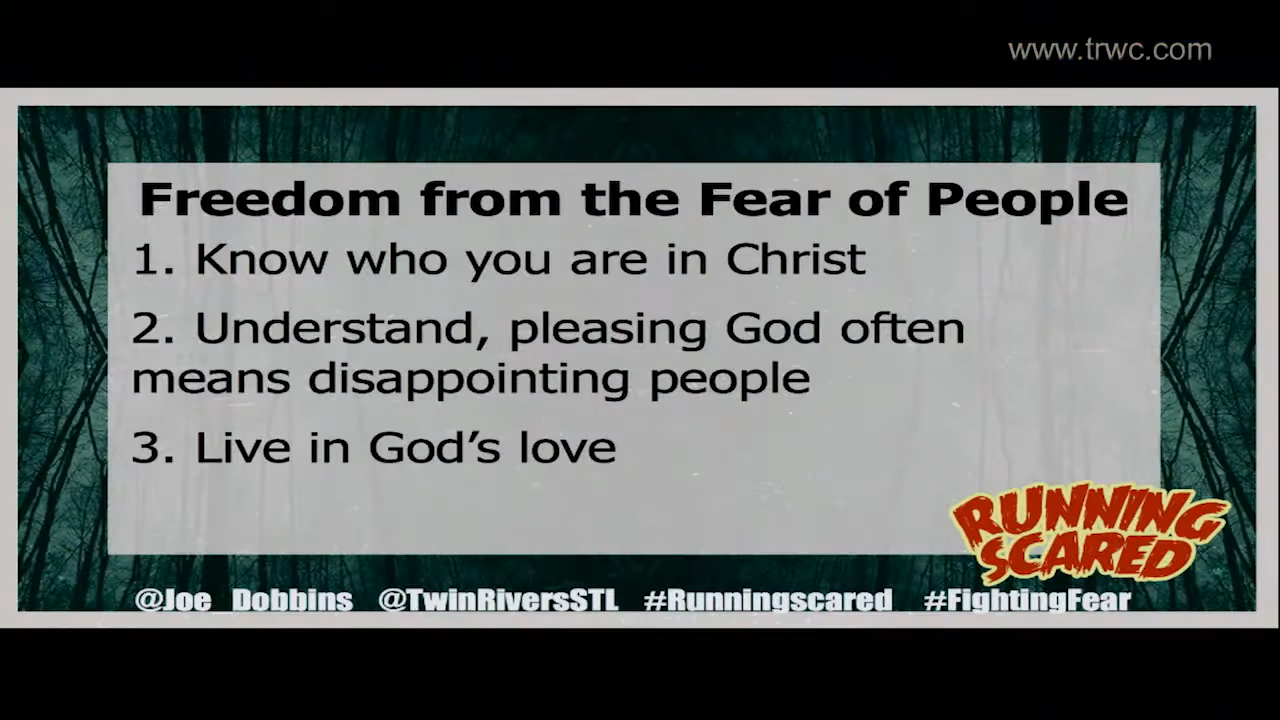 www.trwc.com
Freedom from the Fear of People
1. Know who you are in Christ
2. Understand, pleasing God often
means disappointing people
3. Live in God's love
RUNNING
SCARED
@Joe_Dobbins @TwinRiversSTL #Runningscared #FightingFear